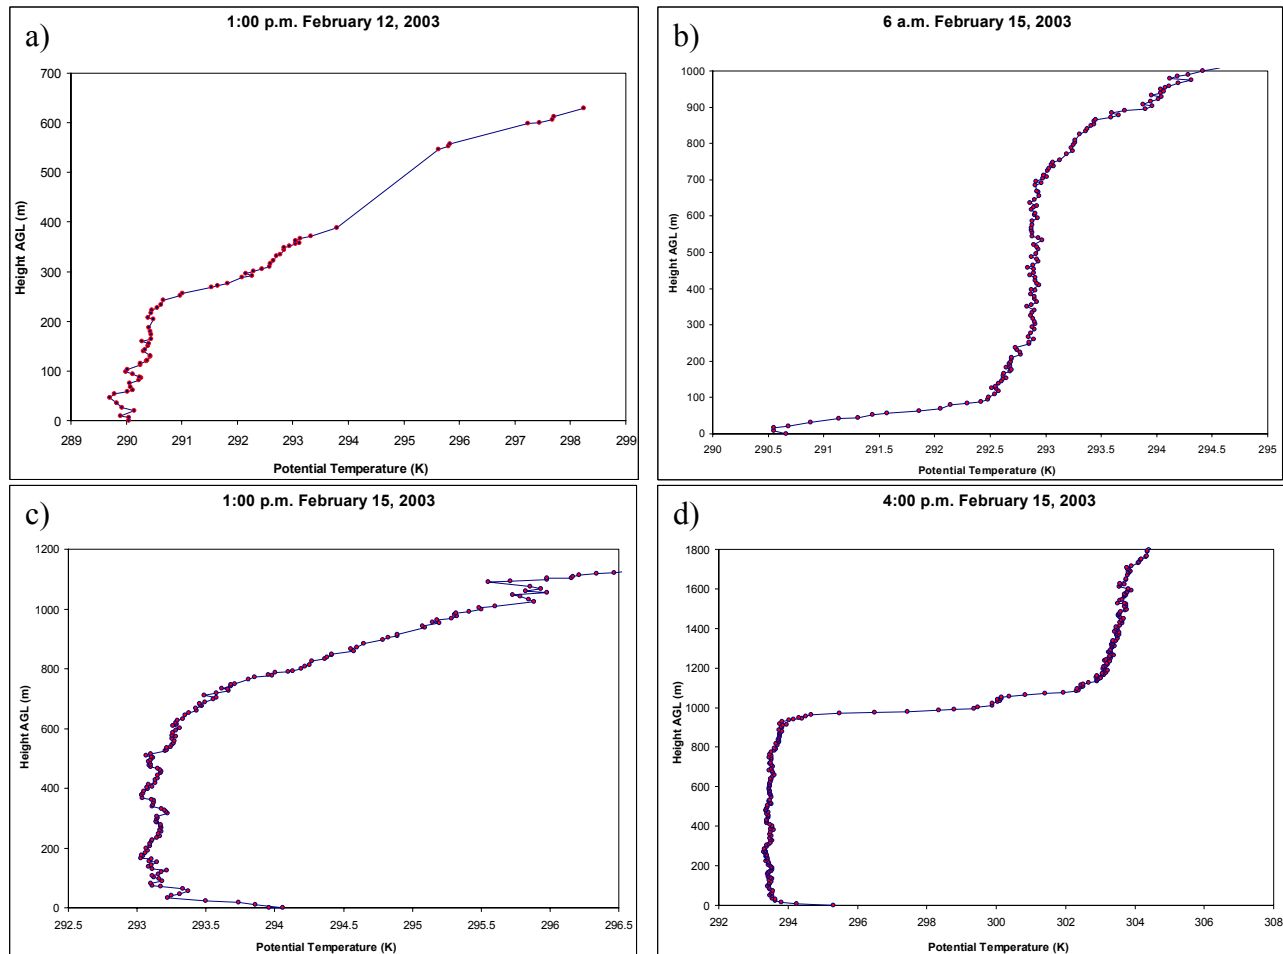 a)
1:00 p.m. February 12, 2003
700
600
500
400
300
200
100
0
Height AGL (m)
289 290 291 292 293 294 295 296 297 298 299
Potential Temperature (K)
b)
6 a.m. February 15, 2003
1000
900
800
700
600
500
400
300
200
100
0
Height AGL (m)
290 290.5 291 291.5 292 292.5 293 293.5 294 294.5 295
Potential Temperature (K)
c)
1:00 p.m. February 15, 2003
1200
1000
800
600
400
200
0
Height AGL (m)
292.5 293 293.5 294 294.5 295 295.5 296 296.5
Potential Temperature (K)
d)
4:00 p.m. February 15, 2003
1800
1600
1400
1200
1000
800
600
400
200
0
Height AGL (m)
292 294 296 298 300 302 304 306 308
Potential Temperature (K)